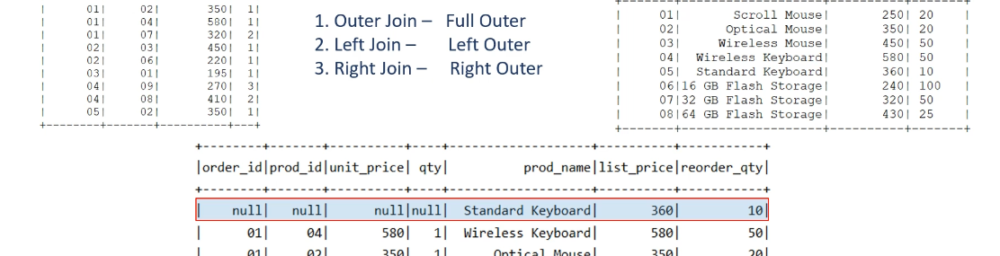 | 01| 02| 350| 1|
| 01| 04| 580| 1|
| 01| 07| 320| 2|
| 02| 03| 450| 1|
| 02| 06| 220| 1|
| 03| 01| 195| 1|
| 04| 09| 270| 3|
| 04| 08| 410| 2|
| 05| 02| 350| 1|
+--------+-------+----------+---+
1. Outer Join – Full Outer
2. Left Join – Left Outer
3. Right Join – Right Outer
| 01| Scroll Mouse| 250| 20 |
| 02| Optical Mouse| 350| 20 |
| 03| Wireless Mouse| 450| 50 |
| 04| Wireless Keyboard| 580| 50 |
| 05| Standard Keyboard| 360| 10 |
| 06|16 GB Flash Storage| 240| 100 |
| 07|32 GB Flash Storage| 320| 50 |
| 08|64 GB Flash Storage| 430| 25 |
+-------+-------------------+----------+-----------+
+--------+-------+----------+----+-------------------+----------+-----------+
|order_id|prod_id|unit_price| qty| prod_name|list_price|reorder_qty|
+--------+-------+----------+----+-------------------+----------+-----------+
| null| null| null|null| Standard Keyboard| 360| 10|
| 01| 04| 580| 1| Wireless Keyboard| 580| 50|
| 01| 02| 350| 1| Optical Mouse| 350| 20|